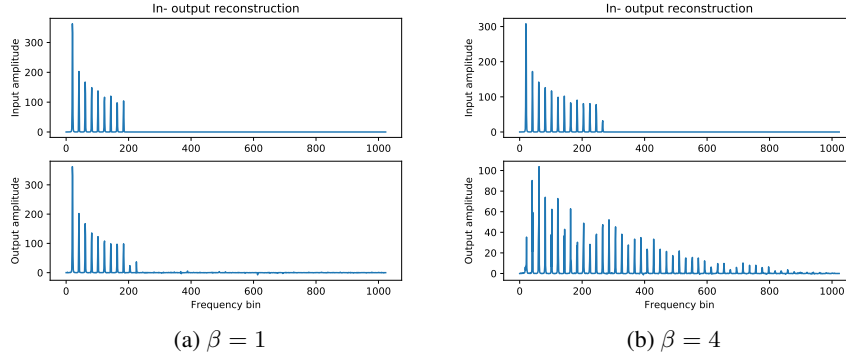 In- output reconstruction
Input amplitude
300
200
100
0
0 200 400 600 800 1000
Output amplitude
300
200
100
0
0 200 400 600 800 1000
Frequency bin
(a) β = 1
In- output reconstruction
Input amplitude
300
200
100
0
0 200 400 600 800 1000
Output amplitude
100
80
60
40
20
0
0 200 400 600 800 1000
Frequency bin
(b) β = 4